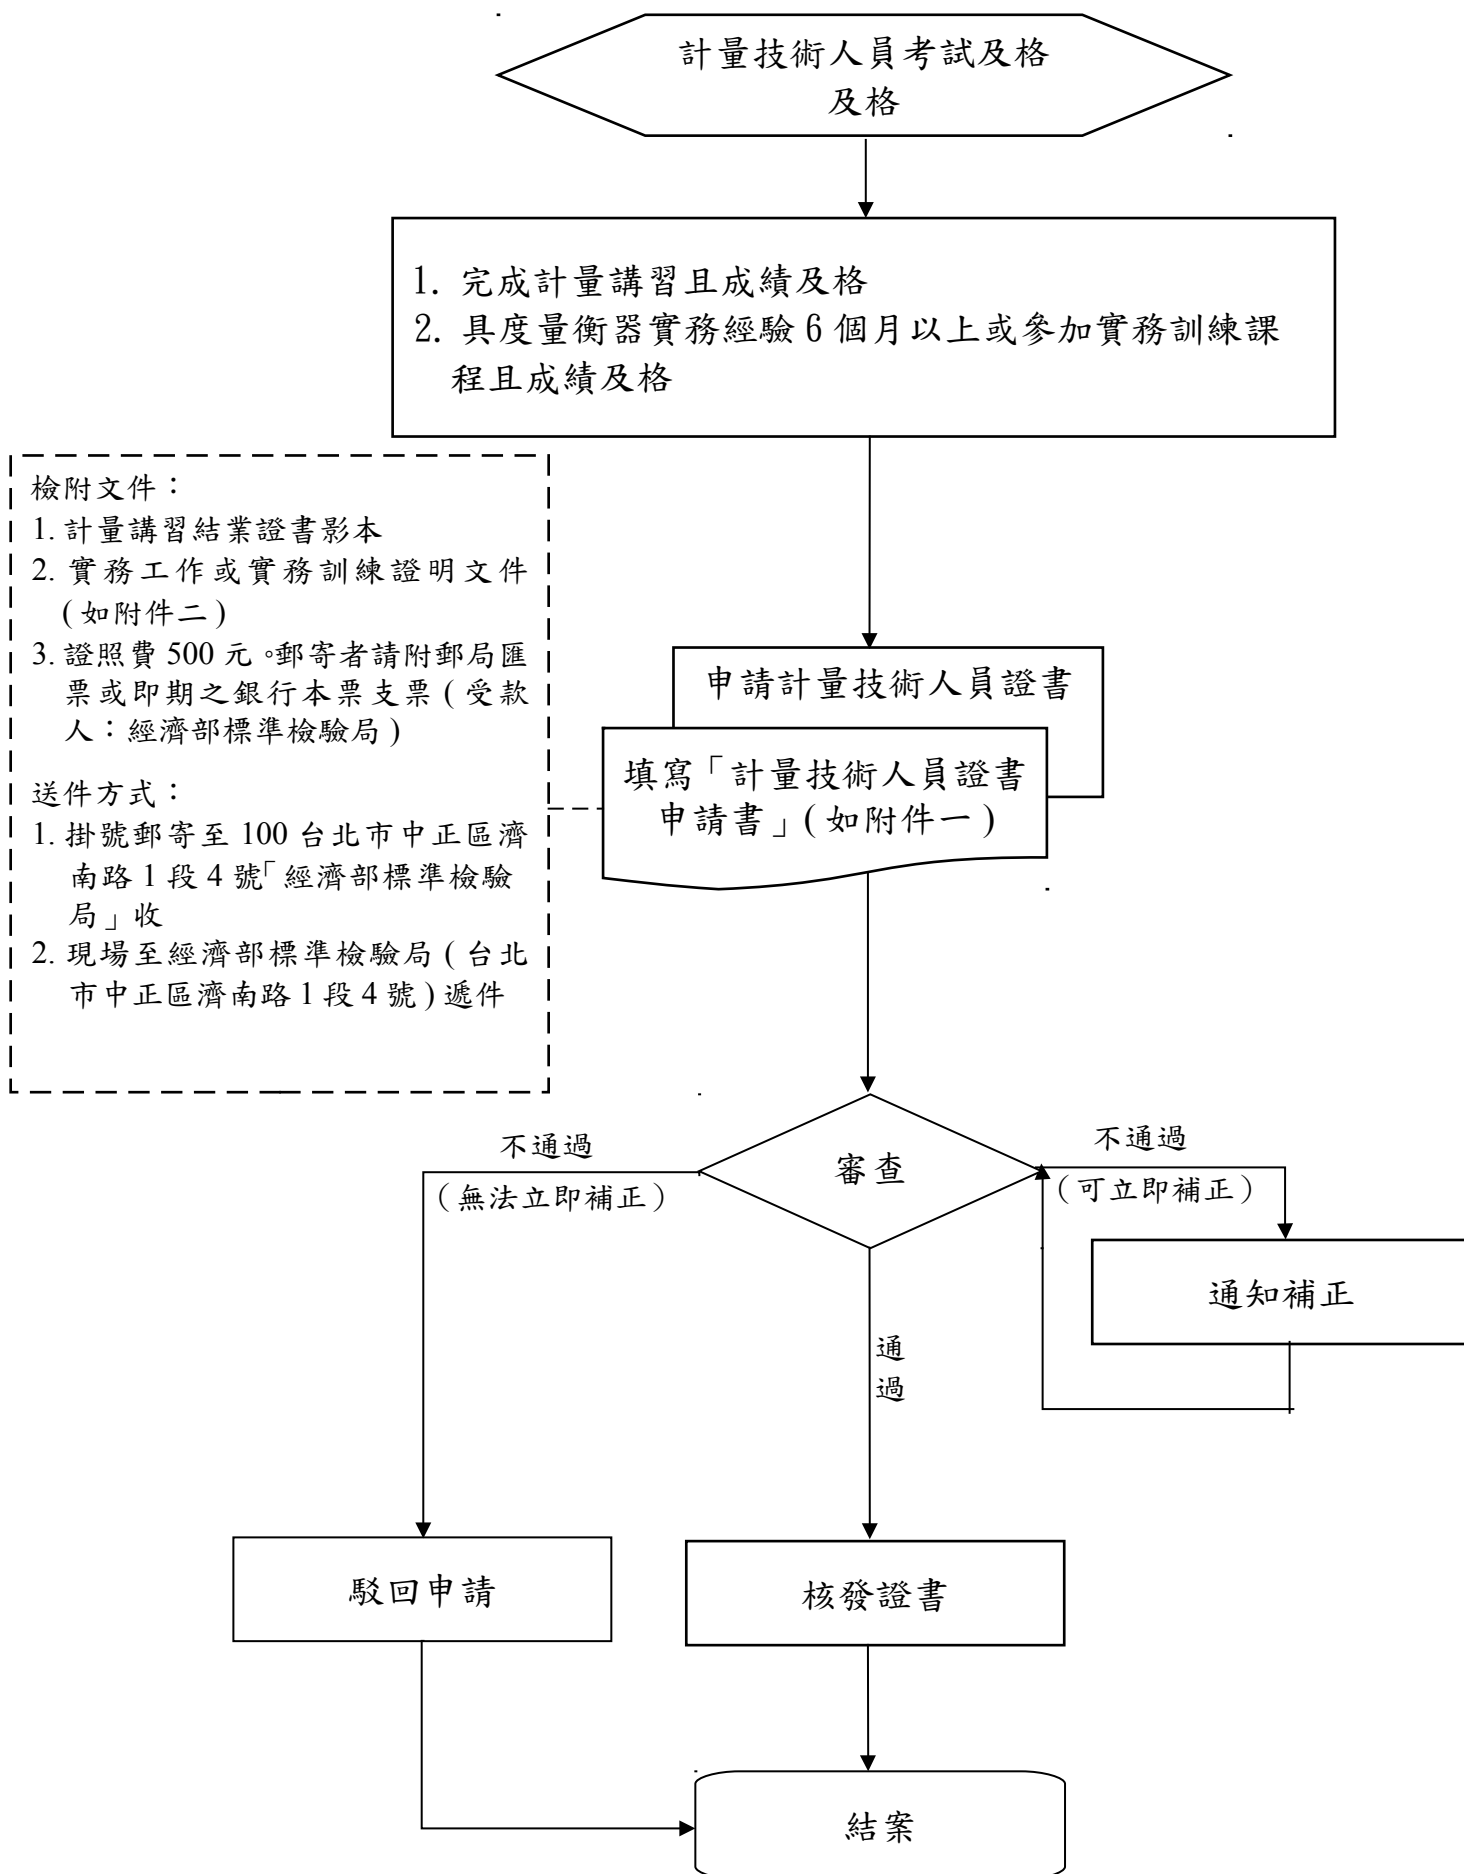 計量技術人員考試及格
及格
1. 完成計量講習且成績及格
2. 具度量衡器實務經驗 6 個月以上或參加實務訓練課
程且成績及格
檢附文件：
1. 計量講習結業證書影本
2. 實務工作或實務訓練證明文件
(如附件二)
3. 證照費 500 元。郵寄者請附郵局匯
票或即期之銀行本票支票(受款
人：經濟部標準檢驗局)
送件方式：
1. 掛號郵寄至 100 台北市中正區濟
南路 1 段 4 號「經濟部標準檢驗
局」收
2. 現場至經濟部標準檢驗局(台北
市中正區濟南路 1 段 4 號)遞件
申請計量技術人員證書
填寫「計量技術人員證書
申請書」(如附件一)
審查
不通過
（無法立即補正）
不通過
（可立即補正）
通知補正
通
過
駁回申請
核發證書
結案